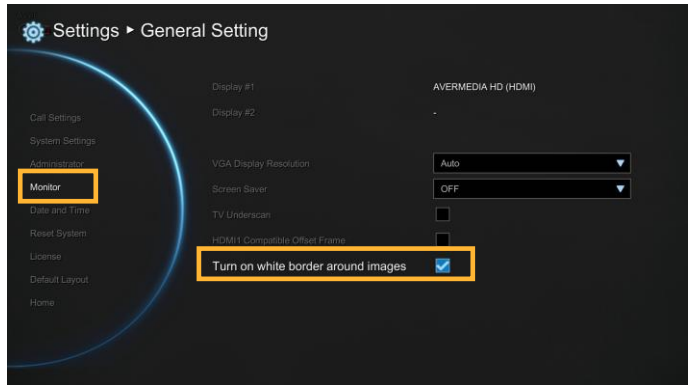 Settings ▸ General Setting
Display #1 AVERMEDIA HD (HDMI)
Display #2 -
Call Settings
System Settings
Administrator
Monitor
Date and Time
Reset System
License
Default Layout
Home
VGA Display Resolution Auto
Screen Saver OFF
TV Underscan
HDMI1 Compatible Offset Frame
Turn on white border around images